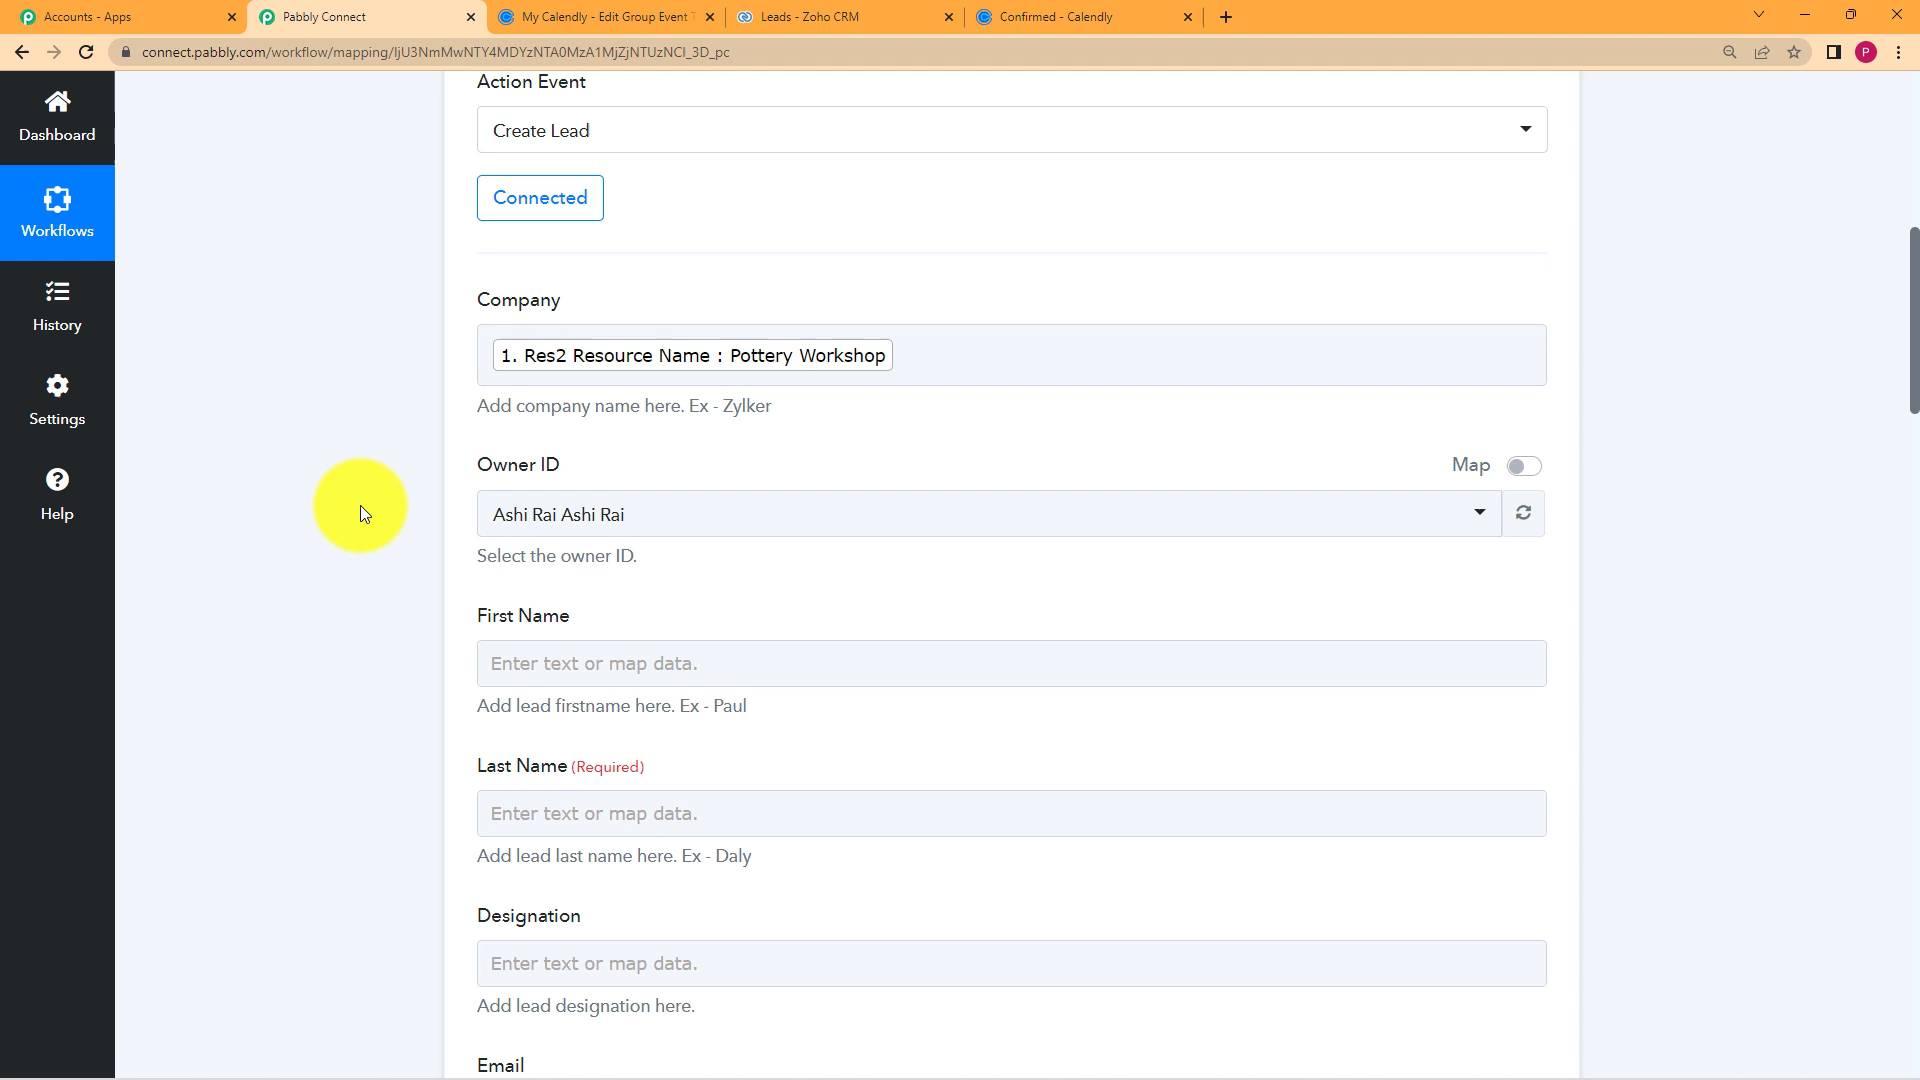 Accounts - Apps
Pabbly Connect
My Calendly - Edit Group Event T
Leads - Zoho CRM
Confirmed - Calendly
connect.pabbly.com/workflow/mapping/IjU3NmMwNTY4MDYzNTA0MzA1MjZjNTUzNCI_3D_pc
P
Dashboard
Workflows
History
Settings
Help
Action Event
Create Lead
Connected
Company
1. Res2 Resource Name : Pottery Workshop
Add company name here. Ex - Zylker
Owner ID
Map
Ashi Rai Ashi Rai
Select the owner ID.
First Name
Enter text or map data.
Add lead firstname here. Ex - Paul
Last Name (Required)
Enter text or map data.
Add lead last name here. Ex - Daly
Designation
Enter text or map data.
Add lead designation here.
Email